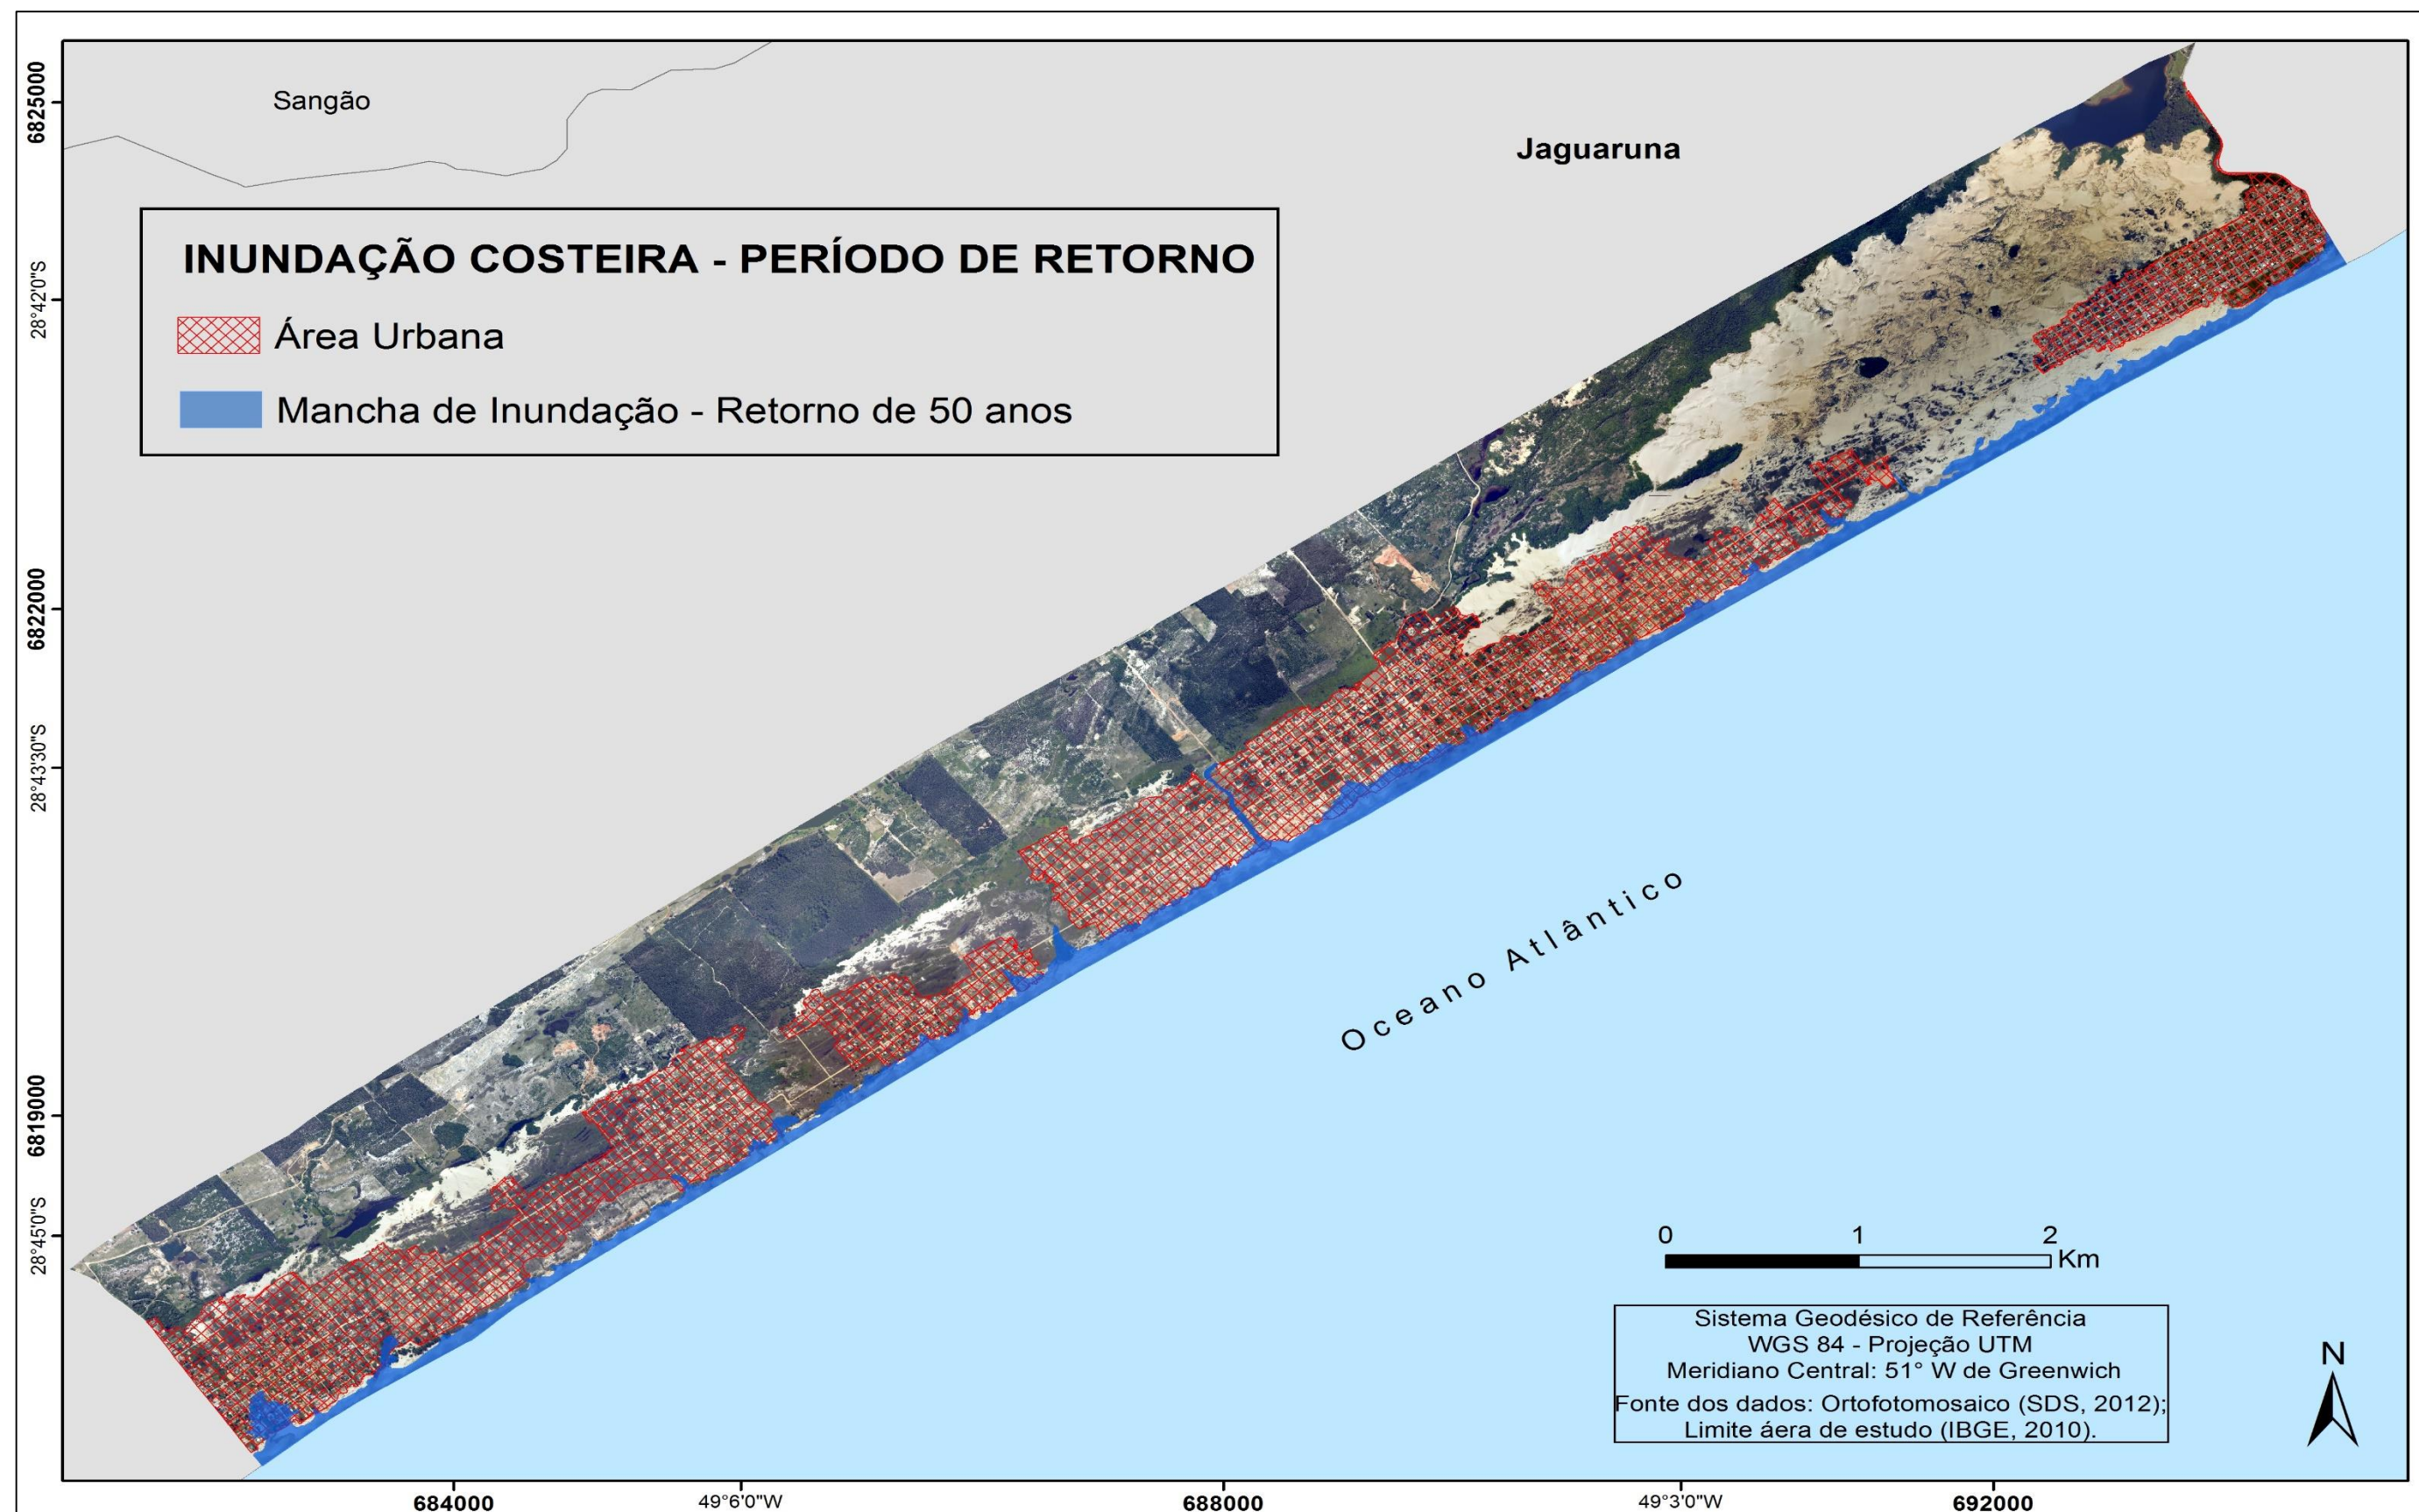 Sangão
Jaguaruna
INUNDAÇÃO COSTEIRA - PERÍODO DE RETORNO
Área Urbana
Mancha de Inundação - Retorno de 50 anos
6825000
28°42'0"S
6822000
28°43'30"S
6819000
28°45'0"S
Oceano Atlântico
0 1 2
Km
Sistema Geodésico de Referência
WGS 84 - Projeção UTM
Meridiano Central: 51° W de Greenwich
Fonte dos dados: Ortofotomosaico (SDS, 2012);
Limite áera de estudo (IBGE, 2010).
N
684000 49°6'0"W 688000 49°3'0"W 692000